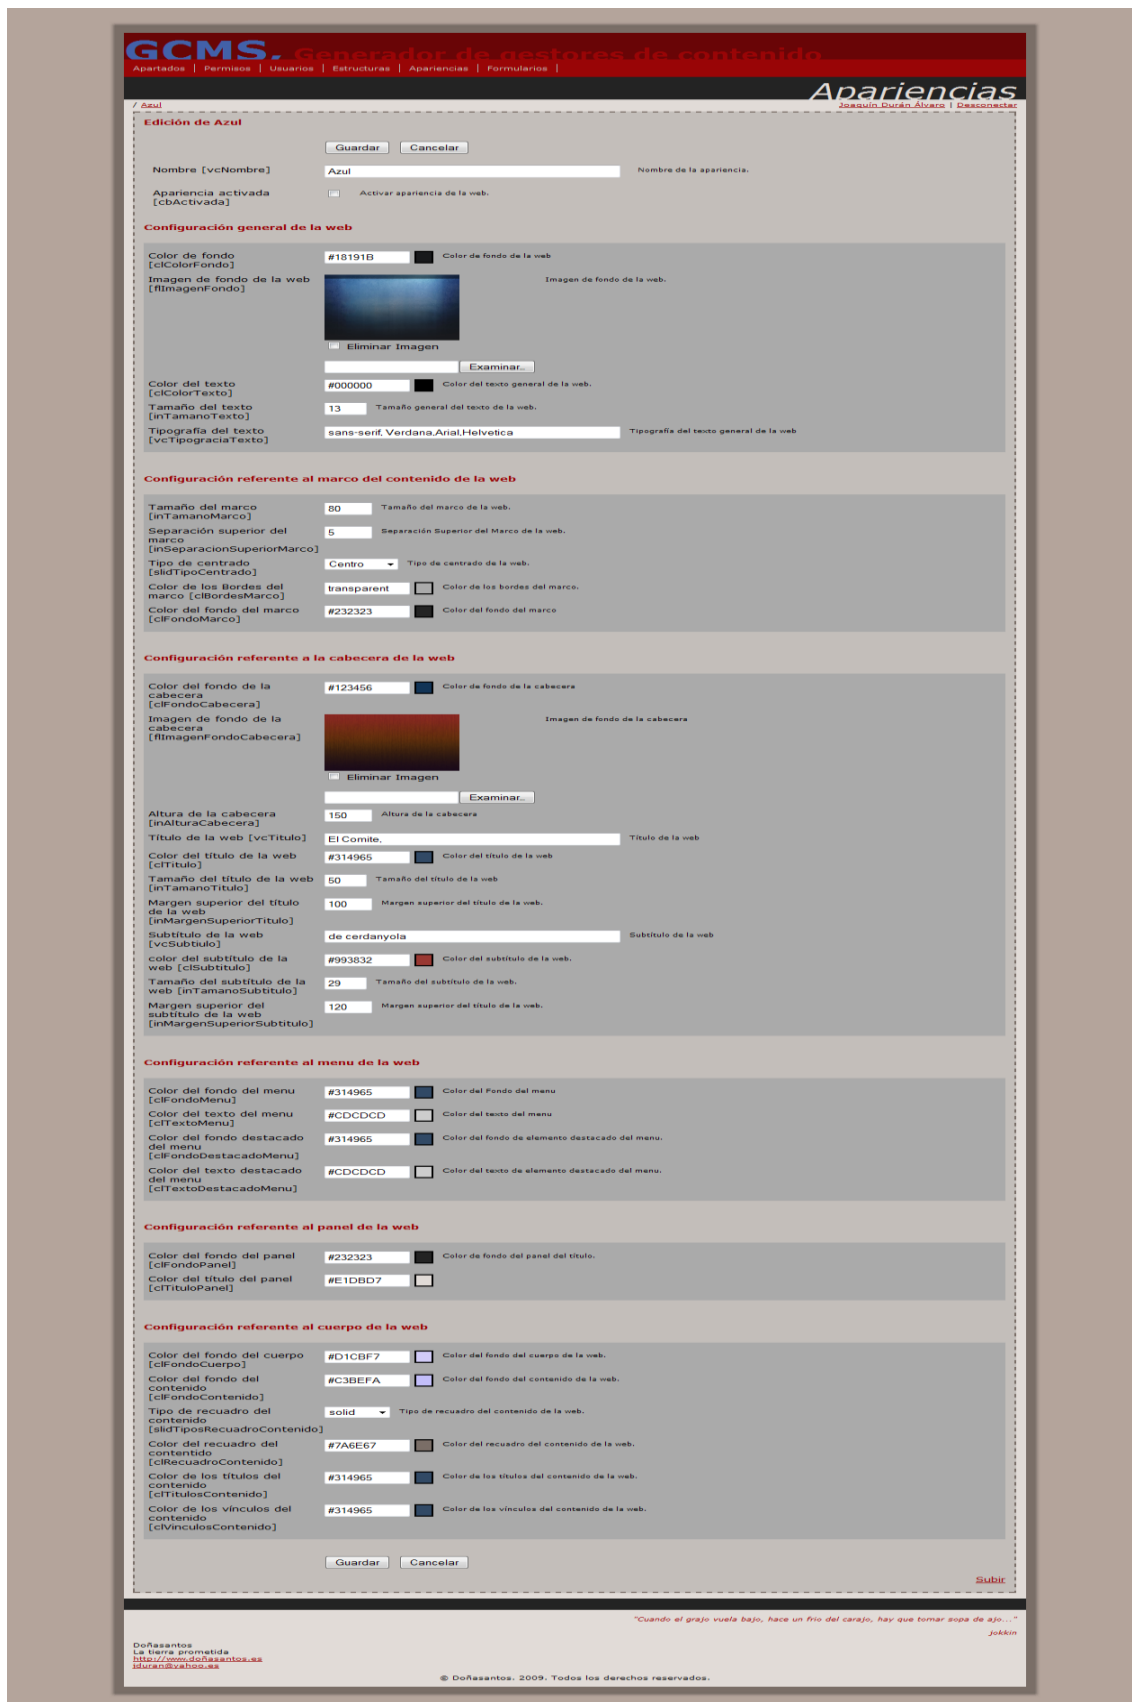 GCMS. Generador de gestores de contenido
Apartados | Permisos | Usuarios | Estructuras | Apariencias | Formularios |
Apariencias
/ Azul Joaquín Durán Álvaro | Desconectar
Edición de Azul
Guardar Cancelar
Nombre [vcNombre] Azul Nombre de la apariencia.
Apariencia activada Activar apariencia de la web.
[cbActivada]
Configuración general de la web
Color de fondo #18191B Color de fondo de la web
[clColorFondo]
Imagen de fondo de la web Imagen de fondo de la web.
[flImagenFondo]
Eliminar Imagen
Examinar..
Color del texto #000000 Color del texto general de la web.
[clColorTexto]
Tamaño del texto 13 Tamaño general del texto de la web.
[inTamanoTexto]
Tipografía del texto sans-serif, Verdana,Arial,Helvetica Tipografía del texto general de la web
[vcTipograciaTexto]
Configuración referente al marco del contenido de la web
Tamaño del marco 80 Tamaño del marco de la web.
[inTamanoMarco]
Separación superior del 5 Separación Superior del Marco de la web.
marco
[inSeparacionSuperiorMarco]
Tipo de centrado Centro Tipo de centrado de la web.
[slidTipoCentrado]
Color de los Bordes del transparent Color de los bordes del marco.
marco [clBordesMarco]
Color del fondo del marco #232323 Color del fondo del marco
[clFondoMarco]
Configuración referente a la cabecera de la web
Color del fondo de la #123456 Color de fondo de la cabecera
cabecera
[clFondoCabecera]
Imagen de fondo de la Imagen de fondo de la cabecera
cabecera
[flImagenFondoCabecera]
Eliminar Imagen
Examinar..
Altura de la cabecera 150 Altura de la cabecera
[inAlturaCabecera]
Título de la web [vcTitulo] El Comite, Título de la web
Color del título de la web #314965 Color del título de la web
[clTitulo]
Tamaño del título de la web 50 Tamaño del título de la web
[inTamanoTitulo]
Margen superior del título 100 Margen superior del título de la web.
de la web
[inMargenSuperiorTitulo]
Subtítulo de la web de cerdanyola Subtítulo de la web
[vcSubtiulo]
color del subtítulo de la #993832 Color del subtítulo de la web.
web [clSubtitulo]
Tamaño del subtítulo de la 29 Tamaño del subtítulo de la web.
web [inTamanoSubtitulo]
Margen superior del 120 Margen superior del título de la web.
subtítulo de la web
[inMargenSuperiorSubtitulo]
Configuración referente al menu de la web
Color del fondo del menu #314965 Color del Fondo del menu
[clFondoMenu]
Color del texto del menu #CDCDCD Color del texto del menu
[clTextoMenu]
Color del fondo destacado #314965 Color del fondo de elemento destacado del menu.
del menu
[clFondoDestacadoMenu]
Color del texto destacado #CDCDCD Color del texto de elemento destacado del menu.
del menu
[clTextoDestacadoMenu]
Configuración referente al panel de la web
Color del fondo del panel #232323 Color de fondo del panel del título.
[clFondoPanel]
Color del título del panel #E1DBD7
[clTituloPanel]
Configuración referente al cuerpo de la web
Color del fondo del cuerpo #D1CBF7 Color del fondo del cuerpo de la web.
[clFondoCuerpo]
Color del fondo del #C3BEFA Color del fondo del contenido de la web.
contenido
[clFondoContenido]
Tipo de recuadro del solid Tipo de recuadro del contenido de la web.
contenido
[slidTiposRecuadroContenido]
Color del recuadro del #7A6E67 Color del recuadro del contenido de la web.
contentido
[clRecuadroContenido]
Color de los títulos del #314965 Color de los títulos del contenido de la web.
contenido
[clTitulosContenido]
Color de los vínculos del #314965 Color de los vínculos del contenido de la web.
contenido
[clVinculosContenido]
Guardar Cancelar
Subir
"Cuando el grajo vuela bajo, hace un frio del carajo, hay que tomar sopa de ajo..."
jokkin
Doñasantos
La tierra prometida
http://www.doñasantos.es
jduran@yahoo.es
© Doñasantos. 2009. Todos los derechos reservados.